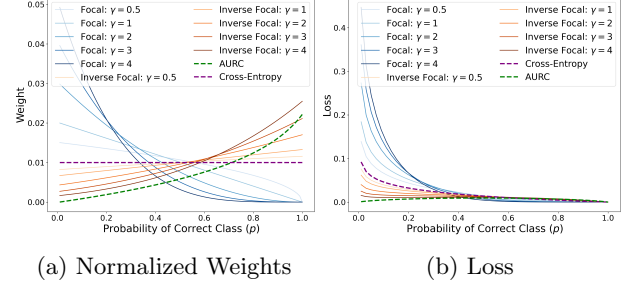 Focal: γ = 0.5
Focal: γ = 1
Focal: γ = 2
Focal: γ = 3
Focal: γ = 4
Inverse Focal: γ = 0.5
Inverse Focal: γ = 1
Inverse Focal: γ = 2
Inverse Focal: γ = 3
Inverse Focal: γ = 4
AURC
Cross-Entropy
0.05
0.04
0.03
0.02
0.01
0.00
Weight
0.0 0.2 0.4 0.6 0.8 1.0
Probability of Correct Class (p)
(a) Normalized Weights
Focal: γ = 0.5
Focal: γ = 1
Focal: γ = 2
Focal: γ = 3
Focal: γ = 4
Inverse Focal: γ = 0.5
Inverse Focal: γ = 1
Inverse Focal: γ = 2
Inverse Focal: γ = 3
Inverse Focal: γ = 4
Cross-Entropy
AURC
0.4
0.3
0.2
0.1
0.0
Loss
0.0 0.2 0.4 0.6 0.8 1.0
Probability of Correct Class (p)
(b) Loss